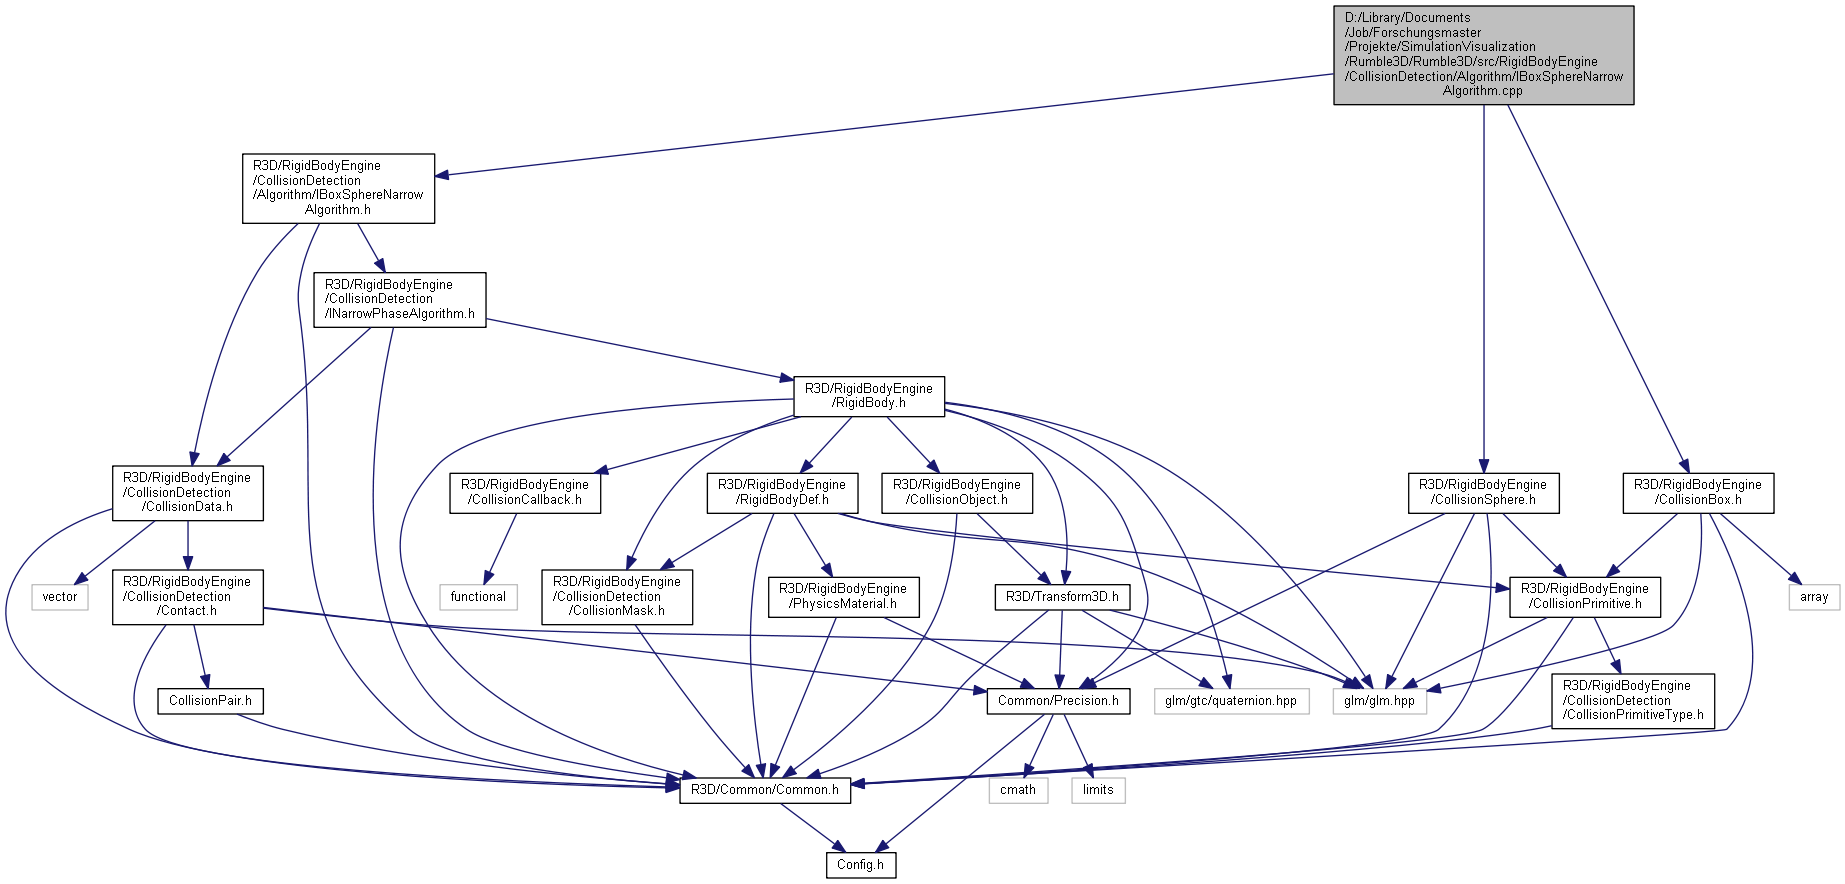 D:/Library/Documents
/Job/Forschungsmaster
/Projekte/SimulationVisualization
/Rumble3D/Rumble3D/src/RigidBodyEngine
/CollisionDetection/Algorithm/IBoxSphereNarrow
Algorithm.cpp
R3D/RigidBodyEngine
/CollisionDetection
/Algorithm/IBoxSphereNarrow
Algorithm.h
R3D/RigidBodyEngine
/CollisionDetection
/INarrowPhaseAlgorithm.h
R3D/RigidBodyEngine
/RigidBody.h
R3D/RigidBodyEngine
/CollisionDetection
/CollisionData.h
R3D/RigidBodyEngine
/CollisionCallback.h
R3D/RigidBodyEngine
/RigidBodyDef.h
R3D/RigidBodyEngine
/CollisionObject.h
R3D/RigidBodyEngine
/CollisionSphere.h
R3D/RigidBodyEngine
/CollisionBox.h
vector
R3D/RigidBodyEngine
/CollisionDetection
/Contact.h
functional
R3D/RigidBodyEngine
/CollisionDetection
/CollisionMask.h
R3D/RigidBodyEngine
/PhysicsMaterial.h
R3D/Transform3D.h
R3D/RigidBodyEngine
/CollisionPrimitive.h
array
CollisionPair.h
Common/Precision.h
glm/gtc/quaternion.hpp
glm/glm.hpp
R3D/RigidBodyEngine
/CollisionDetection
/CollisionPrimitiveType.h
R3D/Common/Common.h
cmath
limits
Config.h